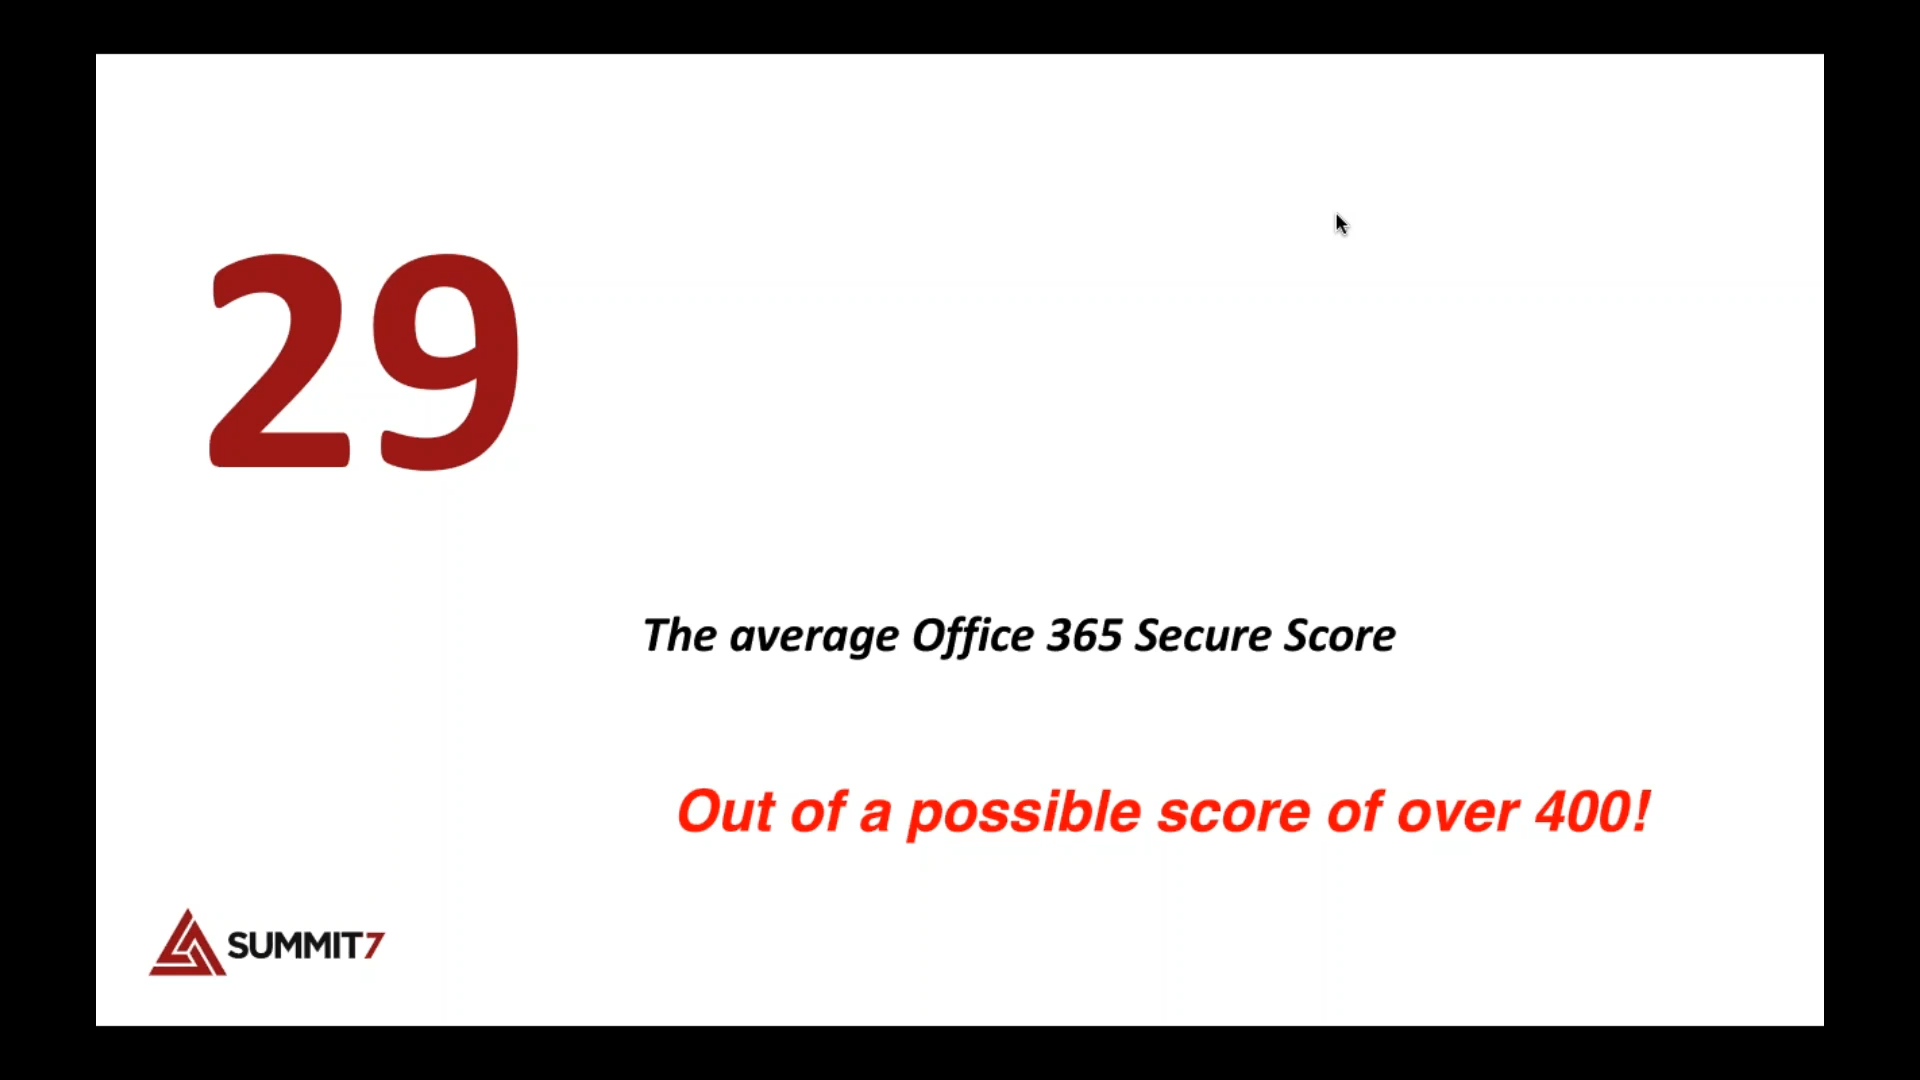 29
The average Office 365 Secure Score
Out of a possible score of over 400!
SUMMIT7